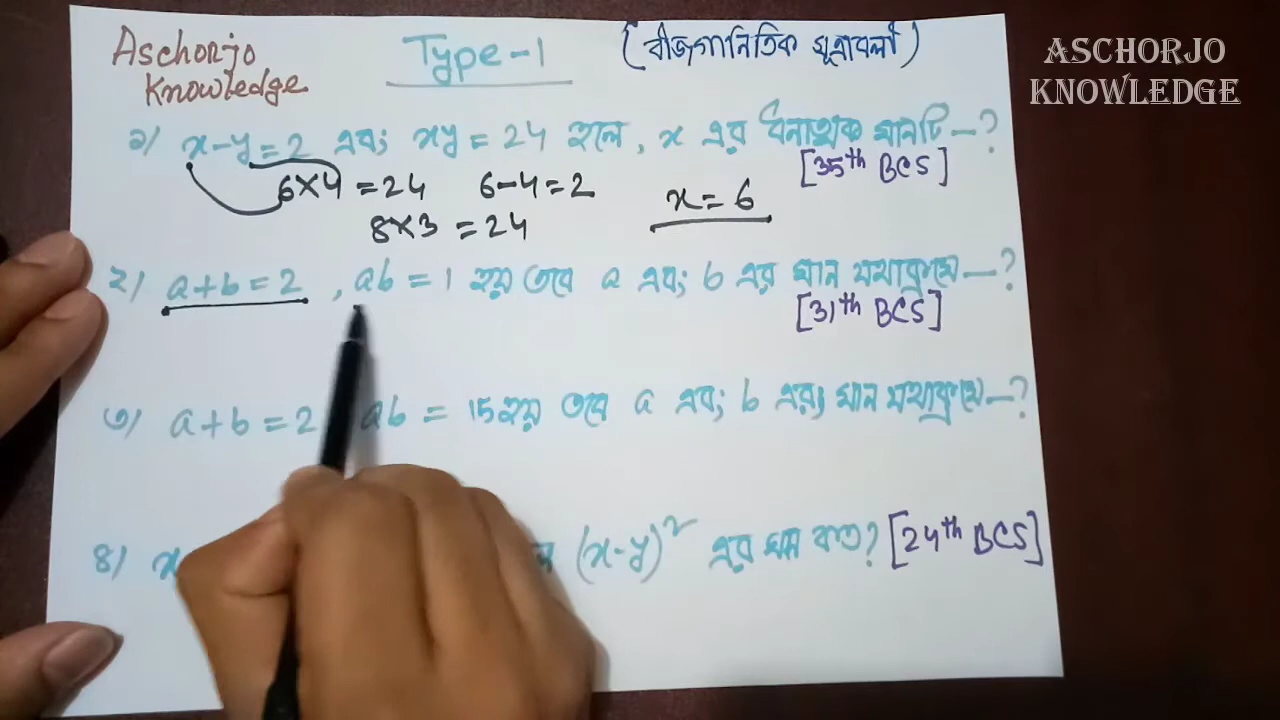 Aschorjo Knowledge
Type-1
(বীজগানিতিক সূত্রাবলী)
ASCHORJO KNOWLEDGE
১) x-y=2 এবং xy=24 হলে, x এর ধনাত্মক মানটি—?
[35th BCS]
6×4=24 6-4=2 x=6
8×3=24
২) a+b=2, ab=1 হয় তবে a এবং b এর মান যথাক্রমে—?
[31th BCS]
৩) a+b=2 ab=15 হয় তবে a এবং b এর মান যথাক্রমে—?
৪) x (x-y)² এর মান কত? [24th BCS]